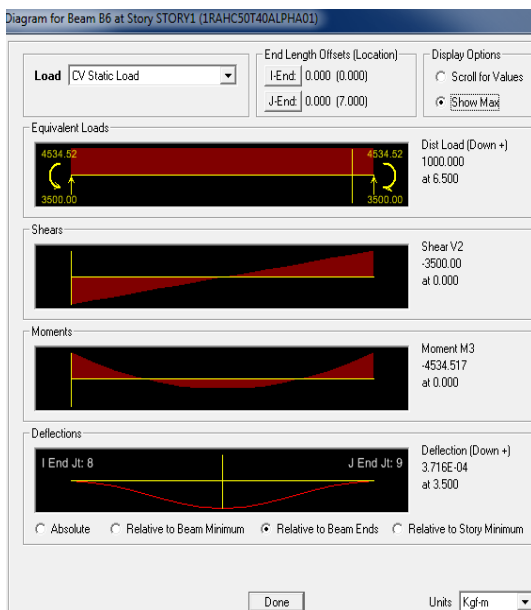 Diagram for Beam B6 at Story STORY1 (1RAHC50T40ALPHA01)
Load CV Static Load
End Length Offsets (Location)
I-End: 0.000 (0.000)
J-End: 0.000 (7.000)
Display Options
Scroll for Values
Show Max
Equivalent Loads
4534.52 4534.52
3500.00 3500.00
Dist Load (Down +)
1000.000
at 6.500
Shears
Shear V2
-3500.00
at 0.000
Moments
Moment M3
-4534.517
at 0.000
Deflections
I End Jt: 8 J End Jt: 9
Deflection (Down +)
3.716E-04
at 3.500
Absolute Relative to Beam Minimum Relative to Beam Ends Relative to Story Minimum
Done Units Kgf-m